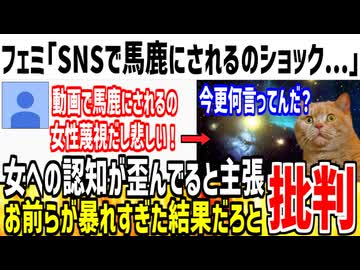 フェミ「SNSで馬鹿にされるのショック…」
動画で馬鹿にされるの
女性蔑視だし悲しい！
今更何言ってんだ？
女への認知が歪んでると主張
お前らが暴れすぎた結果だろと
批判